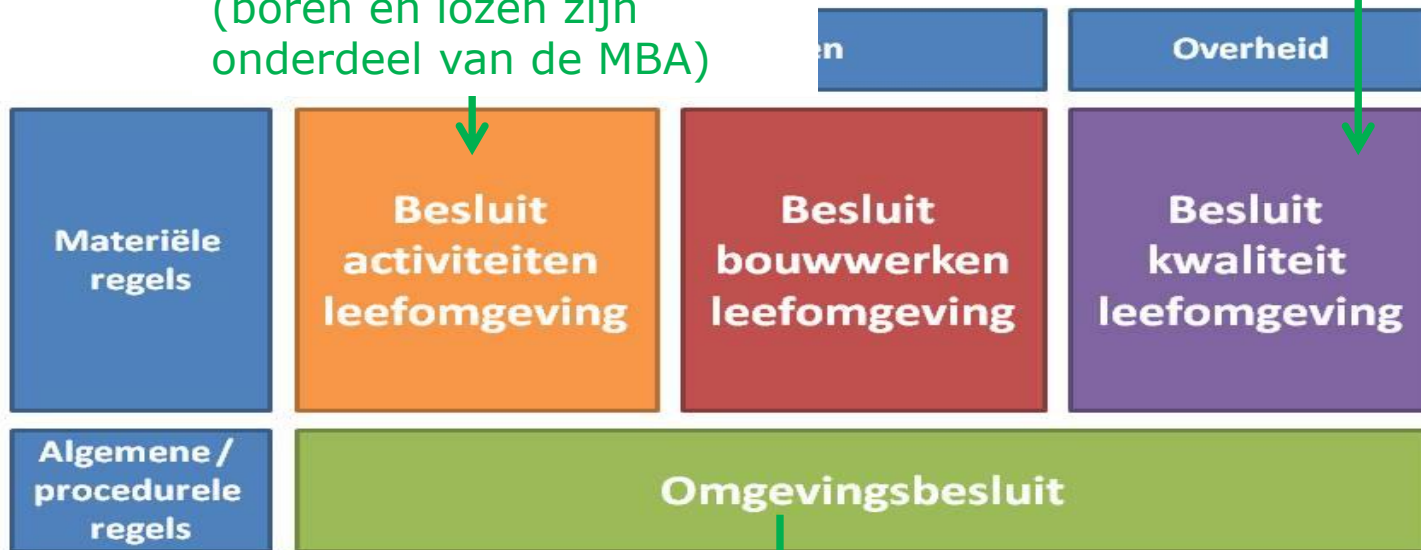 (boren en lozen zijn
onderdeel van de MBA)
en
Overheid
Materiële
regels
Besluit
activiteiten
leefomgeving
Besluit
bouwwerken
leefomgeving
Besluit
kwaliteit
leefomgeving
Algemene/
procedurele
regels
Omgevingsbesluit